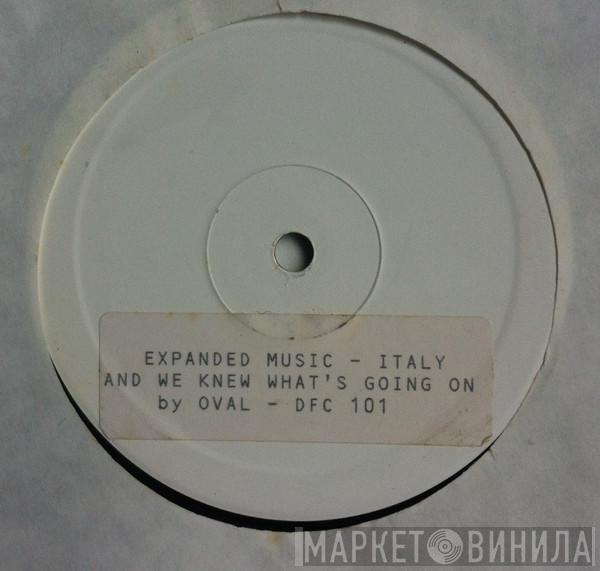 EXPANDED MUSIC - ITALY
AND WE KNEW WHAT'S GOING ON
by OVAL - DFC 101
МАРКЕТ ВИНИЛА